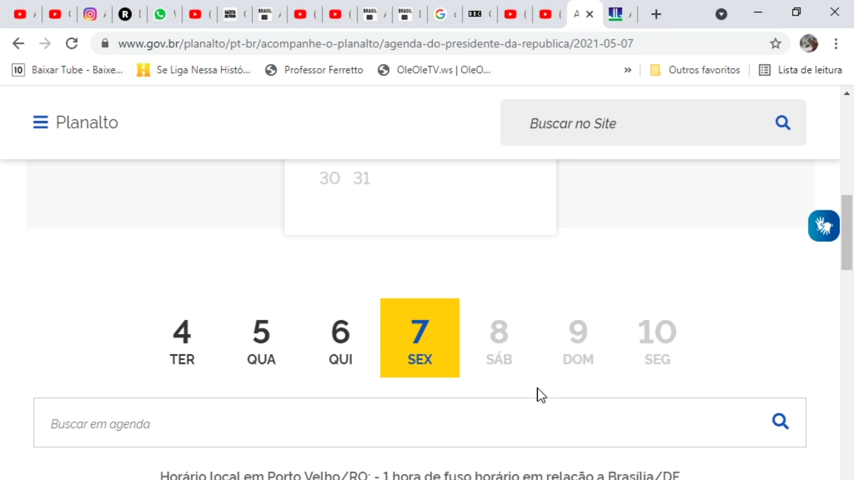 www.gov.br/planalto/pt-br/acompanhe-o-planalto/agenda-do-presidente-da-republica/2021-05-07
Baixar Tube - Baixe...
Se Liga Nessa Histó...
Professor Ferretto
OleOleTV.ws | OleO...
»
Outros favoritos
Lista de leitura
Planalto
Buscar no Site
30 31
4 5 6 7 8 9 10
TER QUA QUI SEX SÁB DOM SEG
Buscar em agenda
Horário local em Porto Velho/RO: - 1 hora de fuso horário em relação a Brasília/DF